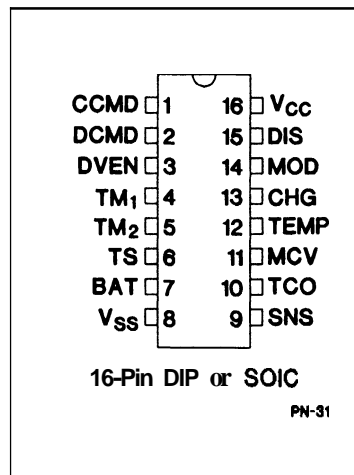 CCMD 1 16 VCC
DCMD 2 15 DIS
DVEN 3 14 MOD
TM1 4 13 CHG
TM2 5 12 TEMP
TS 6 11 MCV
BAT 7 10 TCO
VSS 8 9 SNS
16-Pin DIP or SOIC
PN-31